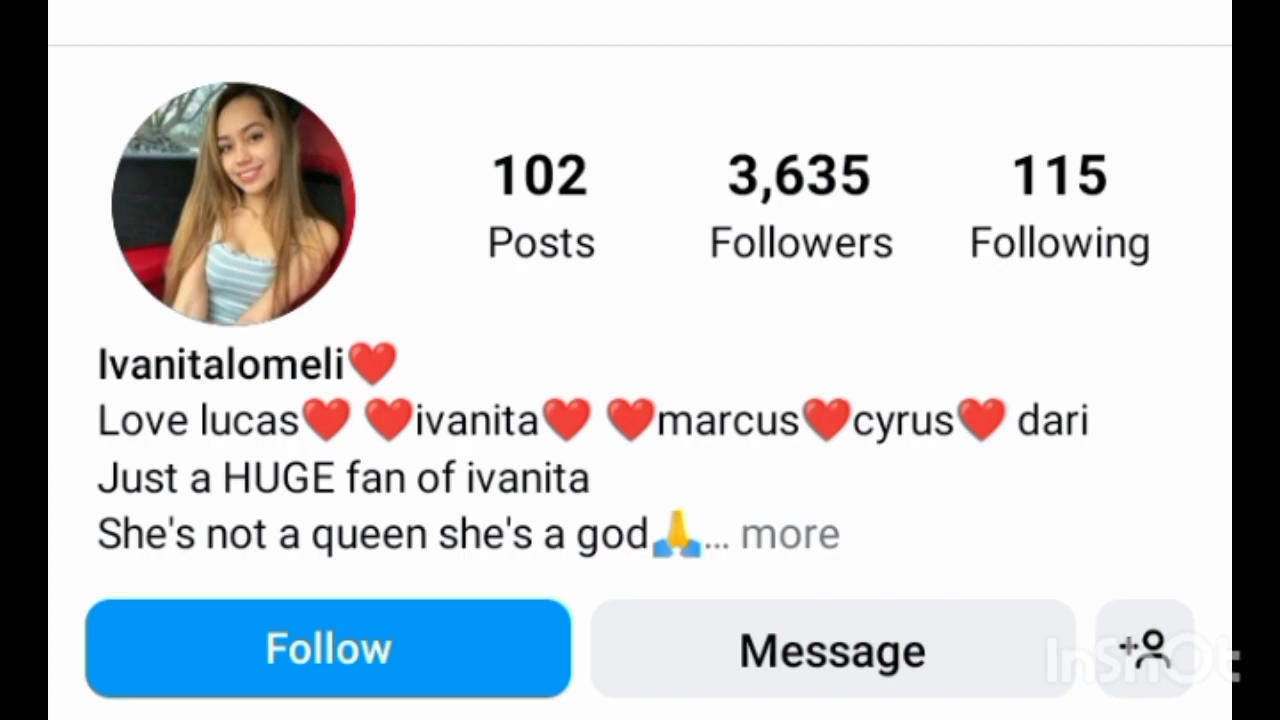 102 3,635 115
Posts Followers Following
Ivanitalomeli❤️
Love lucas❤️ ❤️ivanita❤️ ❤️marcus❤️cyrus❤️ dari
Just a HUGE fan of ivanita
She's not a queen she's a god🙏... more
Follow Message
InShOt